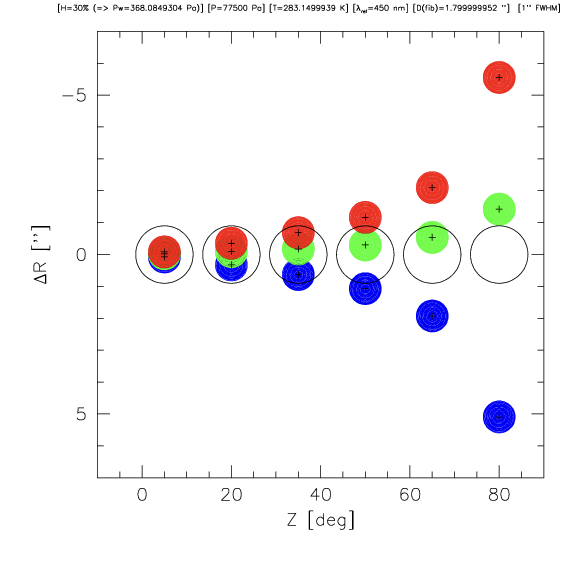 [H=30% (=> Pw=368.0849304 Pa)] [P=77500 Pa] [T=283.1499939 K] [λref=450 nm] [D(fib)=1.799999952 "] [1" FWHM]
-5
0
5
ΔR ["]
0 20 40 60 80
Z [deg]